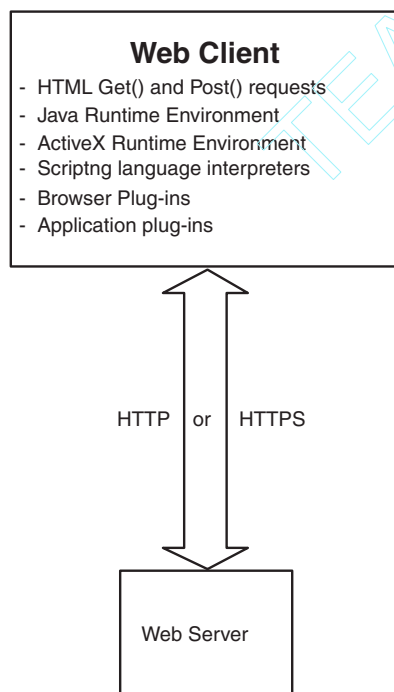 Web Client
- HTML Get() and Post() requests
- Java Runtime Environment
- ActiveX Runtime Environment
- Scriptng language interpreters
- Browser Plug-ins
- Application plug-ins
TEA
HTTP or HTTPS
Web Server